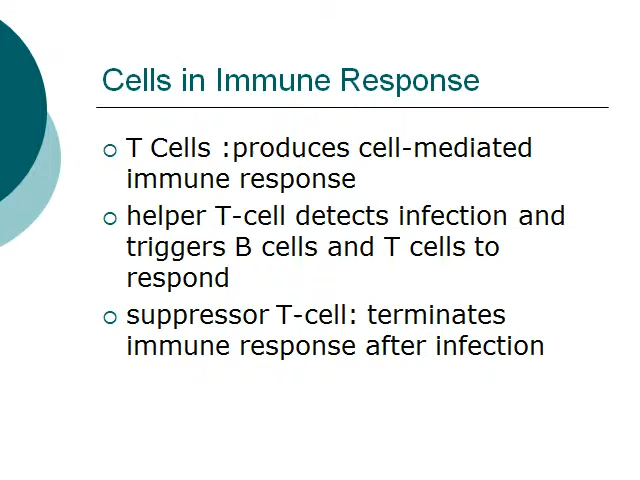 Cells in Immune Response
T Cells :produces cell-mediated
immune response
helper T-cell detects infection and
triggers B cells and T cells to
respond
suppressor T-cell: terminates
immune response after infection